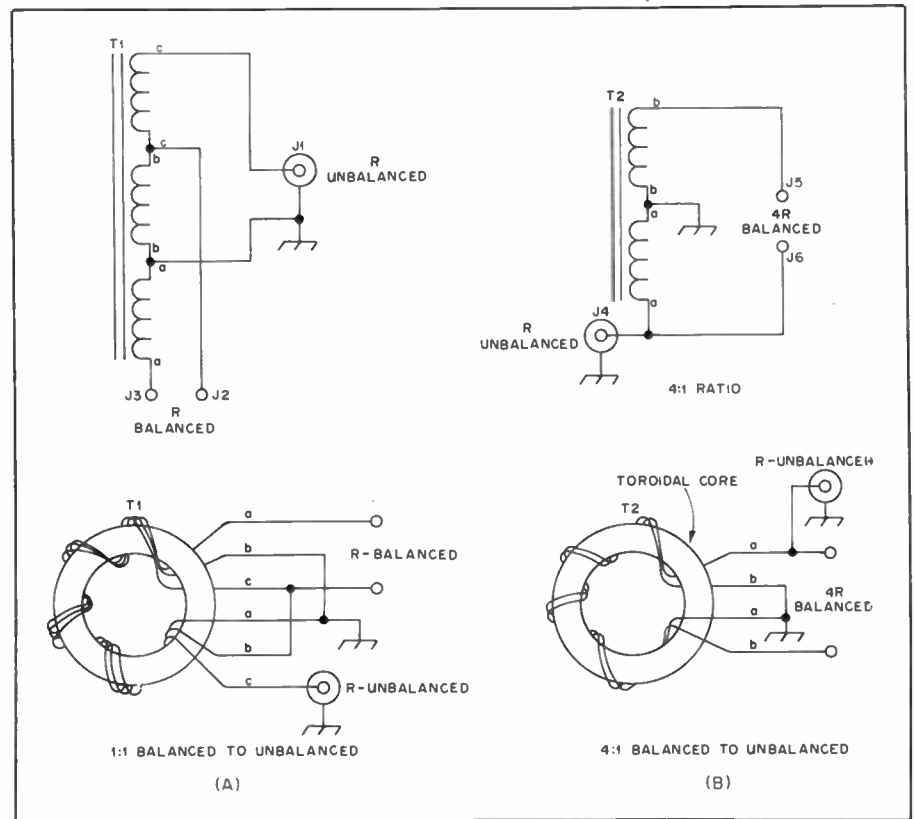 T1
c
c
b
b
a
a
J1
R
UNBALANCED
J3
J2
R
BALANCED
T2
b
b
a
a
J5
4R
BALANCED
J6
J4
R
UNBALANCED
4:1 RATIO
T1
a
b
c
a
b
c
R-BALANCED
R-UNBALANCED
1:1 BALANCED TO UNBALANCED
(A)
TOROIDAL CORE
R-UNBALANCED
T2
a
b
a
b
4R
BALANCED
4:1 BALANCED TO UNBALANCED
(B)